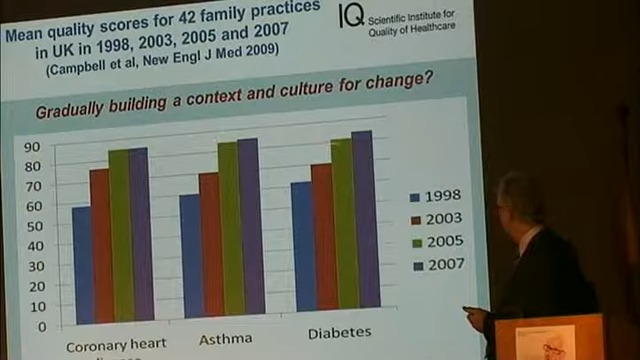 Mean quality scores for 42 family practices
in UK in 1998, 2003, 2005 and 2007
(Campbell et al, New Engl J Med 2009)
IQ Scientific Institute for
Quality of Healthcare
Gradually building a context and culture for change?
90
80
70
60
50
40
30
20
10
0
1998
2003
2005
2007
Coronary heart
disease
Asthma
Diabetes